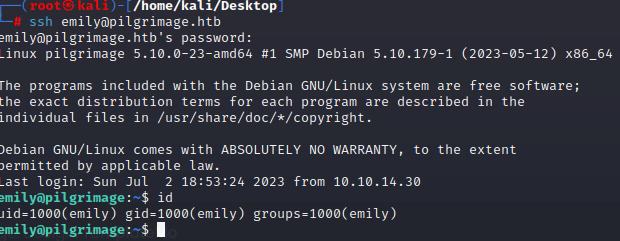 ┌──(root㉿kali)-[/home/kali/Desktop]
└─# ssh emily@pilgrimage.htb
emily@pilgrimage.htb's password:
Linux pilgrimage 5.10.0-23-amd64 #1 SMP Debian 5.10.179-1 (2023-05-12) x86_64
The programs included with the Debian GNU/Linux system are free software;
the exact distribution terms for each program are described in the
individual files in /usr/share/doc/*/copyright.
Debian GNU/Linux comes with ABSOLUTELY NO WARRANTY, to the extent
permitted by applicable law.
Last login: Sun Jul  2 18:53:24 2023 from 10.10.14.30
emily@pilgrimage:~$ id
uid=1000(emily) gid=1000(emily) groups=1000(emily)
emily@pilgrimage:~$